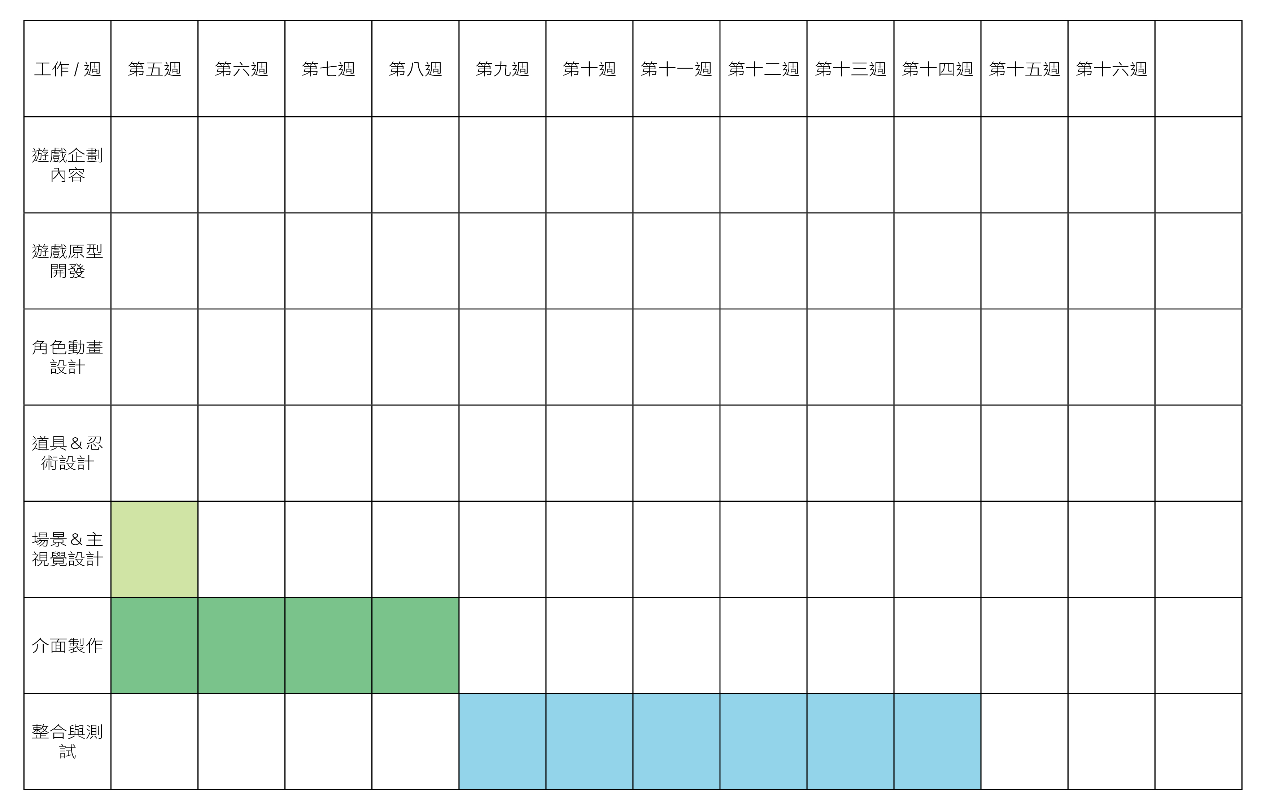 工作 / 週
第五週
第六週
第七週
第八週
第九週
第十週
第十一週
第十二週
第十三週
第十四週
第十五週
第十六週
遊戲企劃
內容
遊戲原型
開發
角色動畫
設計
道具＆忍
術設計
場景＆主
視覺設計
介面製作
整合與測
試